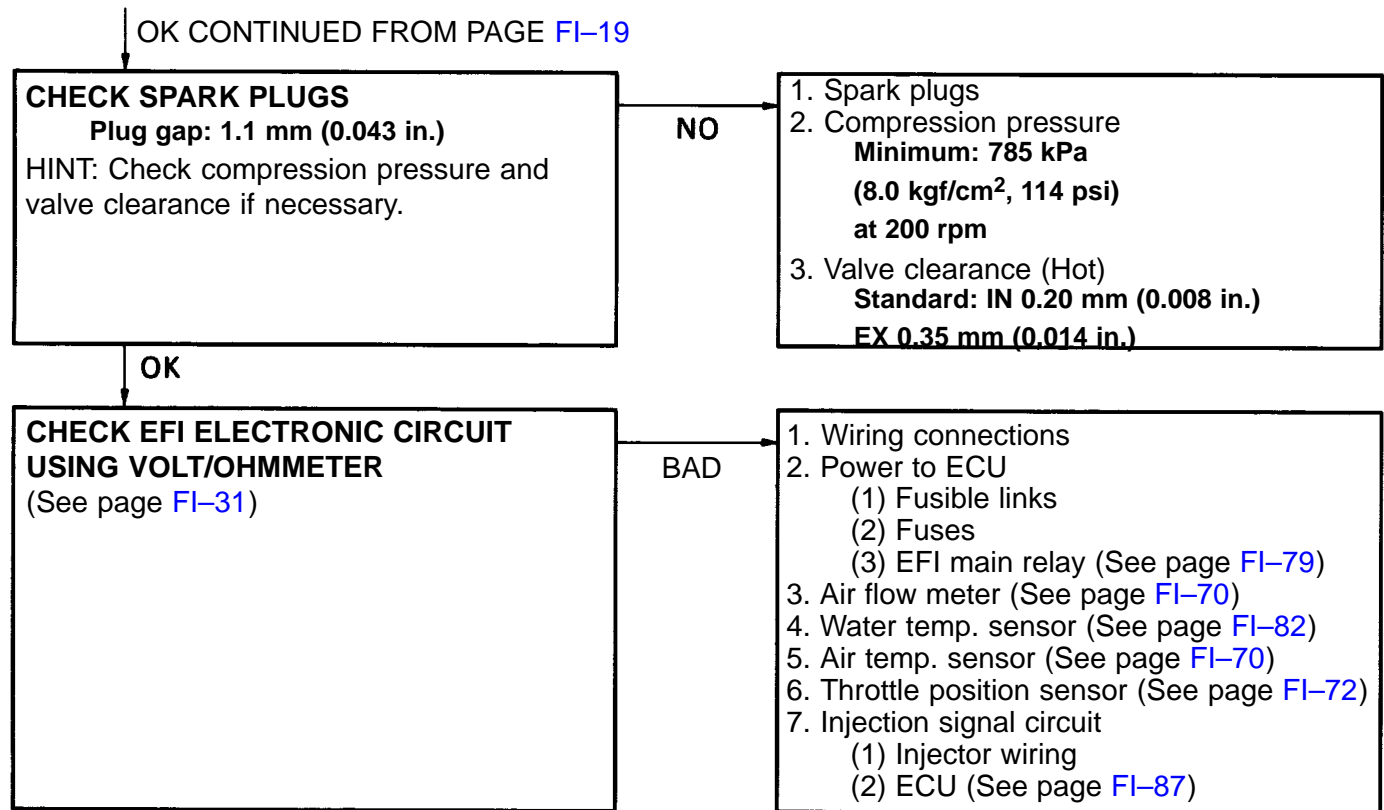 OK CONTINUED FROM PAGE FI–19
CHECK SPARK PLUGS
Plug gap: 1.1 mm (0.043 in.)
HINT: Check compression pressure and
valve clearance if necessary.
NO
1. Spark plugs
2. Compression pressure
Minimum: 785 kPa
(8.0 kgf/cm², 114 psi)
at 200 rpm
3. Valve clearance (Hot)
Standard: IN 0.20 mm (0.008 in.)
EX 0.35 mm (0.014 in.)
OK
CHECK EFI ELECTRONIC CIRCUIT
USING VOLT/OHMMETER
(See page FI–31)
BAD
1. Wiring connections
2. Power to ECU
(1) Fusible links
(2) Fuses
(3) EFI main relay (See page FI–79)
3. Air flow meter (See page FI–70)
4. Water temp. sensor (See page FI–82)
5. Air temp. sensor (See page FI–70)
6. Throttle position sensor (See page FI–72)
7. Injection signal circuit
(1) Injector wiring
(2) ECU (See page FI–87)